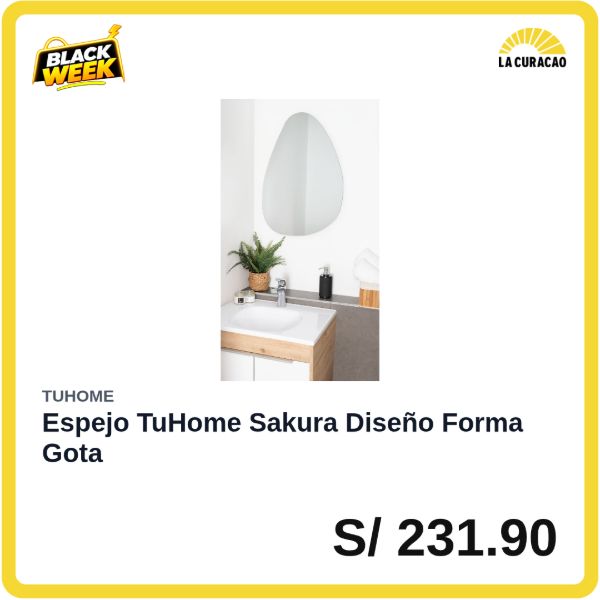 BLACK
WEEK
LA CURACAO
TUHOME
Espejo TuHome Sakura Diseño Forma
Gota
S/ 231.90